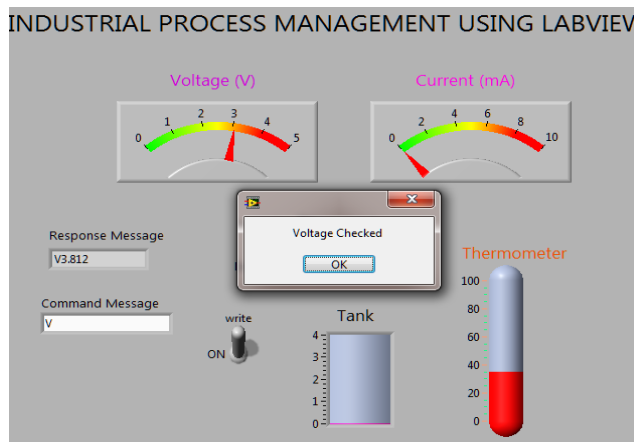 INDUSTRIAL PROCESS MANAGEMENT USING LABVIEW
Voltage (V)
Current (mA)
0 1 2 3 4 5
0 2 4 6 8 10
Voltage Checked
OK
Response Message
V3.812
Command Message
V
write
ON
Tank
4
3
2
1
0
Thermometer
100
80
60
40
20
0